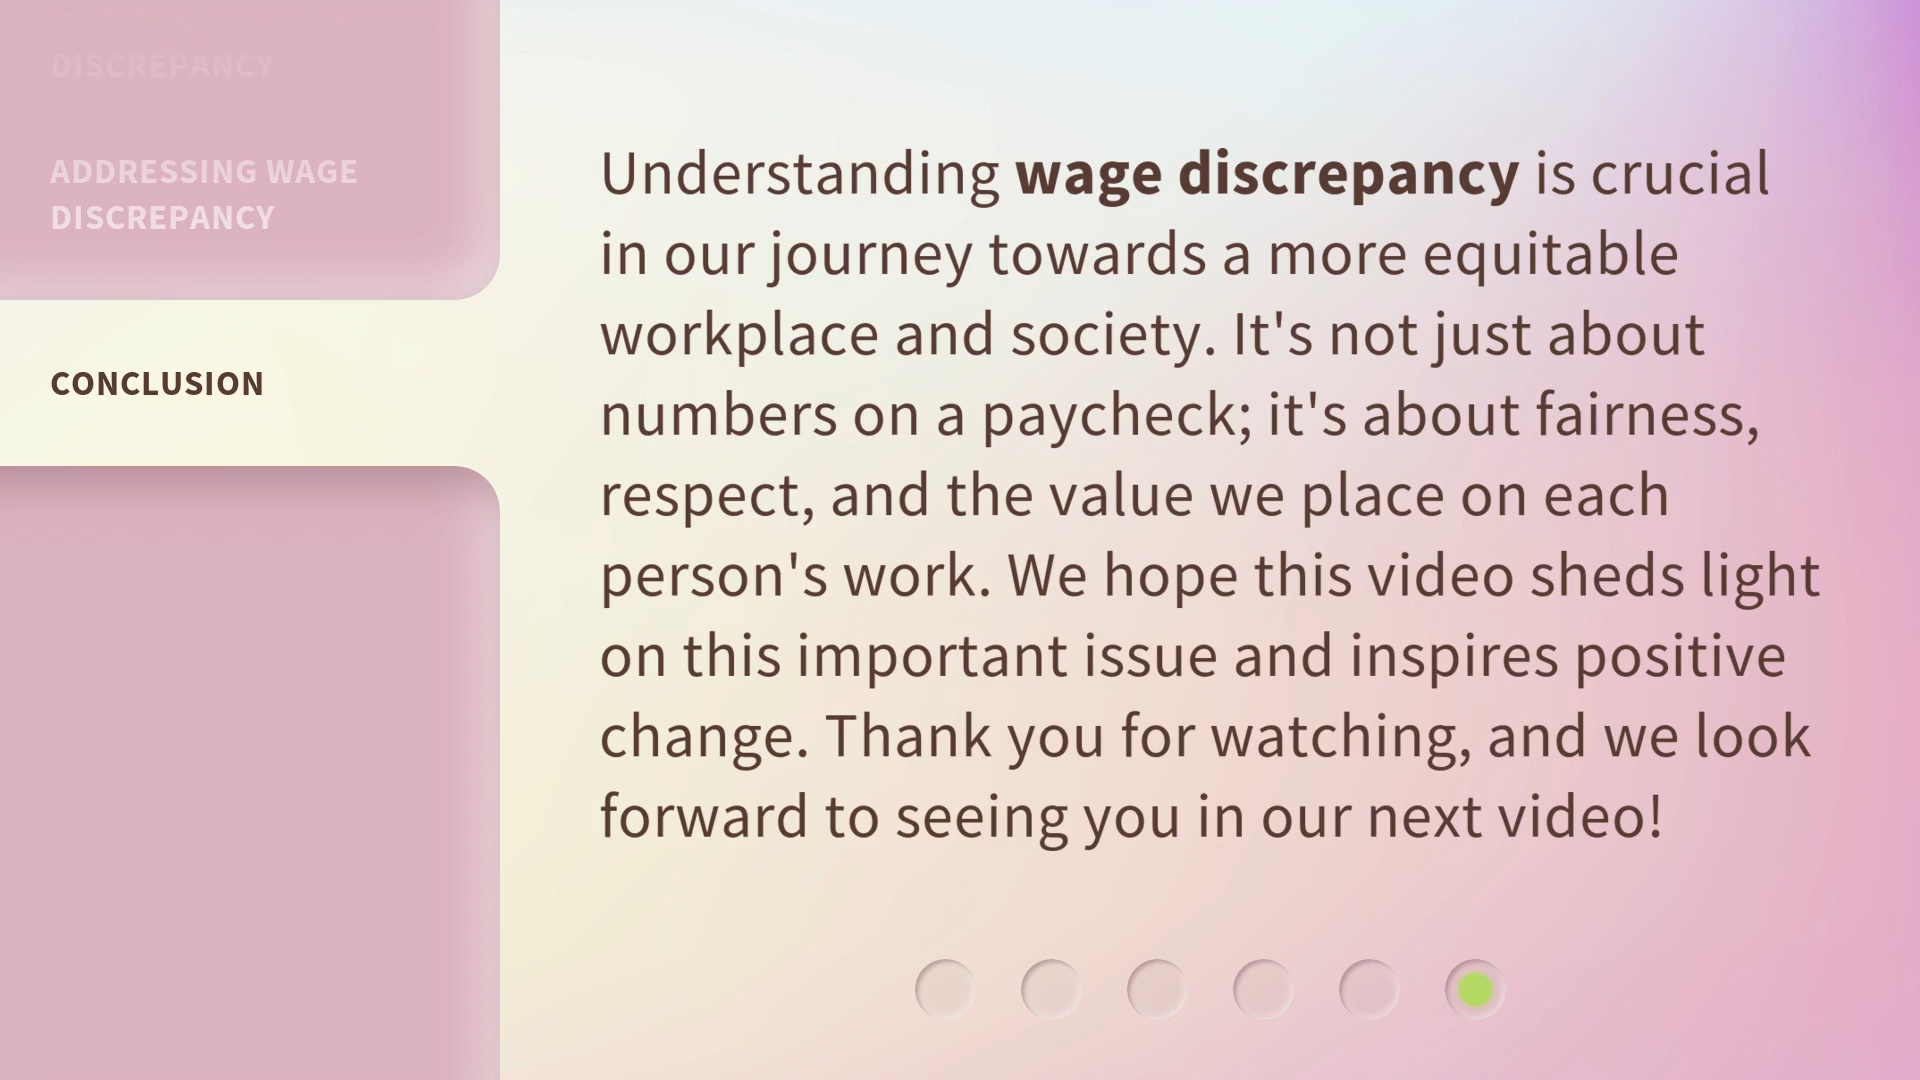 DISCREPANCY
ADDRESSING WAGE
DISCREPANCY
CONCLUSION
Understanding wage discrepancy is crucial
in our journey towards a more equitable
workplace and society. It's not just about
numbers on a paycheck; it's about fairness,
respect, and the value we place on each
person's work. We hope this video sheds light
on this important issue and inspires positive
change. Thank you for watching, and we look
forward to seeing you in our next video!